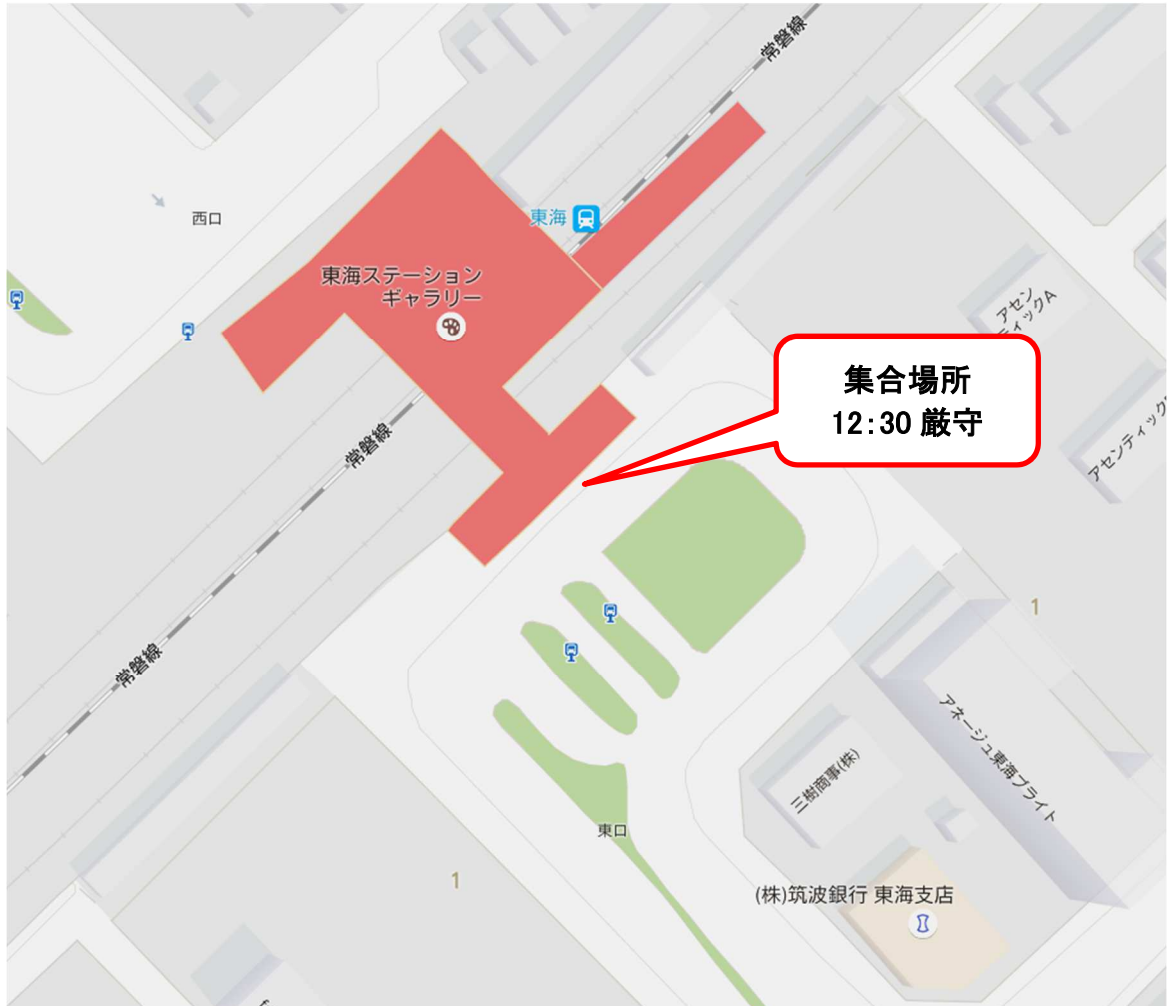 常磐線
西口
東海
東海ステーション
ギャラリー
アセン
ティックA
集合場所
12:30 厳守
アセンティック
常磐線
1
常磐線
アネージュ東海ブライト
三樹商事(株)
東口
1
(株)筑波銀行 東海支店